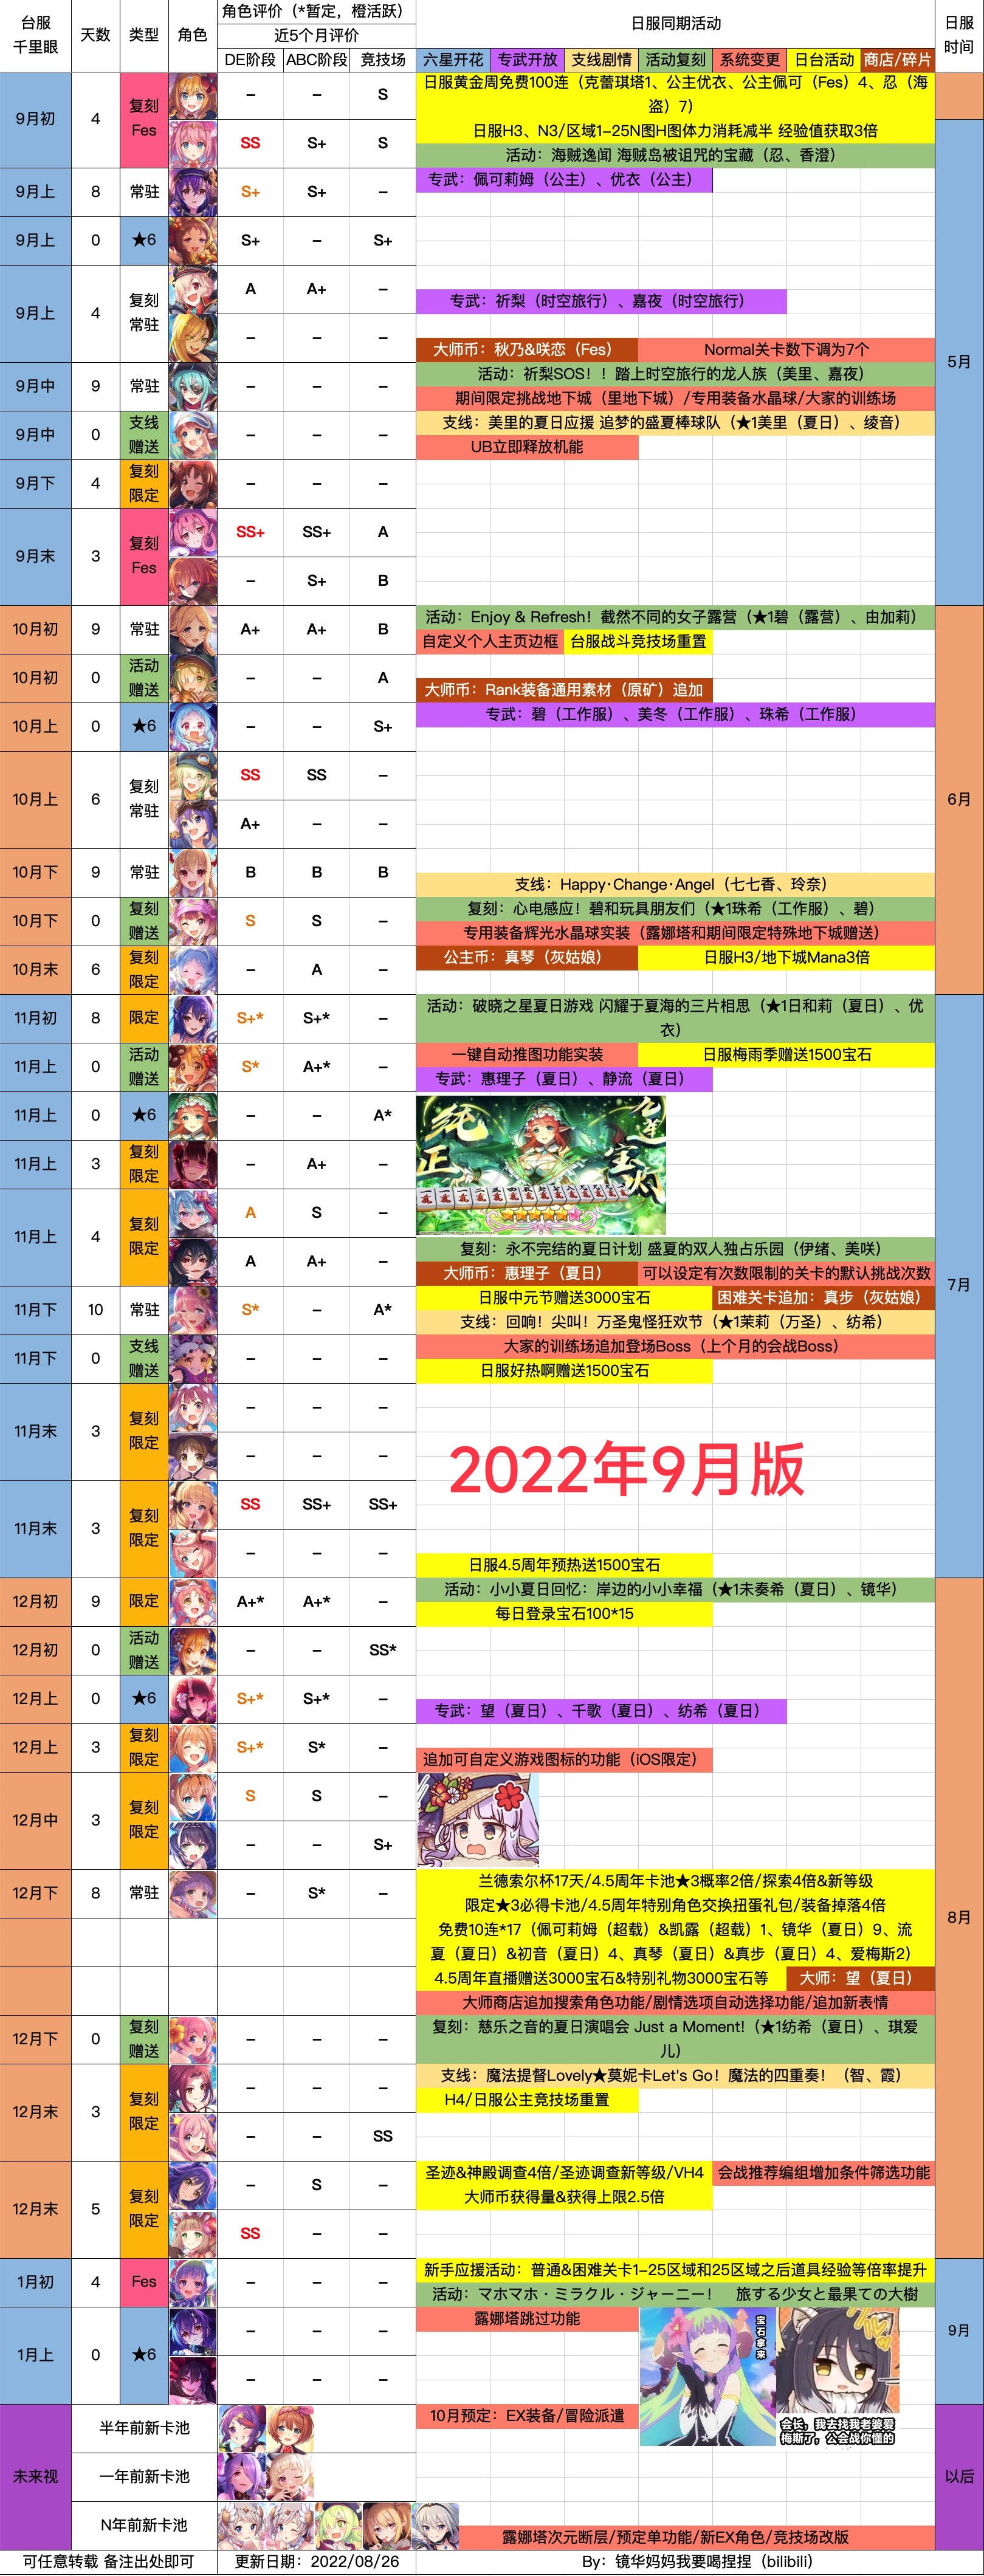 台服千里眼 天数 类型 角色 角色评价（*暂定，橙活跃） 日服同期活动 日服时间
近5个月评价
DE阶段 ABC阶段 竞技场 六星开花 专武开放 支线剧情 活动复刻 系统变更 日台活动 商店/碎片
9月初 4 复刻Fes – – S
日服黄金周免费100连（克蕾琪塔1、公主优衣、公主佩可（Fes）4、忍（海盗）7）
SS S+ S
日服H3、N3/区域1-25N图H图体力消耗减半 经验值获取3倍
活动：海贼逸闻 海贼岛被诅咒的宝藏（忍、香澄）
9月上 8 常驻 S+ S+ –
专武：佩可莉姆（公主）、优衣（公主）
9月上 0 ★6 S+ – S+
9月上 4 复刻常驻 A A+ –
专武：祈梨（时空旅行）、嘉夜（时空旅行）
– – –
大师币：秋乃&咲恋（Fes） Normal关卡数下调为7个
5月
9月中 9 常驻 – – –
活动：祈梨SOS！！踏上时空旅行的龙人族（美里、嘉夜）
期间限定挑战地下城（里地下城）/专用装备水晶球/大家的训练场
9月中 0 支线赠送 – – –
支线：美里的夏日应援 追梦的盛夏棒球队（★1美里（夏日）、绫音）
UB立即释放机能
9月下 4 复刻限定 – – –
9月末 3 复刻Fes SS+ SS+ A
– S+ B
10月初 9 常驻 A+ A+ B
活动：Enjoy & Refresh！截然不同的女子露营（★1碧（露营）、由加莉）
自定义个人主页边框 台服战斗竞技场重置
10月初 0 活动赠送 – – A
大师币：Rank装备通用素材（原矿）追加
10月上 0 ★6 – – S+
专武：碧（工作服）、美冬（工作服）、珠希（工作服）
10月上 6 复刻常驻 SS SS –
A+ – –
6月
10月下 9 常驻 B B B
支线：Happy·Change·Angel（七七香、玲奈）
10月下 0 复刻赠送 S S –
复刻：心电感应！碧和玩具朋友们（★1珠希（工作服）、碧）
专用装备辉光水晶球实装（露娜塔和期间限定特殊地下城赠送）
10月末 6 复刻限定 – A –
公主币：真琴（灰姑娘） 日服H3/地下城Mana3倍
11月初 8 限定 S+* S+* –
活动：破晓之星夏日游戏 闪耀于夏海的三片相思（★1日和莉（夏日）、优衣）
11月上 0 活动赠送 S* A+* –
一键自动推图功能实装 日服梅雨季赠送1500宝石
专武：惠理子（夏日）、静流（夏日）
11月上 0 ★6 – – A*
纯正 九莲宝灯
11月上 3 复刻限定 – A+ –
11月上 4 复刻限定 A S –
A A+ –
复刻：永不完结的夏日计划 盛夏的双人独占乐园（伊绪、美咲）
大师币：惠理子（夏日） 可以设定有次数限制的关卡的默认挑战次数
7月
11月下 10 常驻 S* – A*
日服中元节赠送3000宝石 困难关卡追加：真步（灰姑娘）
支线：回响！尖叫！万圣鬼怪狂欢节（★1茉莉（万圣）、纺希）
11月下 0 支线赠送 – – –
大家的训练场追加登场Boss（上个月的会战Boss）
日服好热啊赠送1500宝石
11月末 3 复刻限定 – – –
– – –
2022年9月版
11月末 3 复刻限定 SS SS+ SS+
– – –
日服4.5周年预热送1500宝石
12月初 9 限定 A+* A+* –
活动：小小夏日回忆：岸边的小小幸福（★1未奏希（夏日）、镜华）
每日登录宝石100*15
12月初 0 活动赠送 – – SS*
12月上 0 ★6 S+* S+* –
专武：望（夏日）、千歌（夏日）、纺希（夏日）
12月上 3 复刻限定 S+* S* –
追加可自定义游戏图标的功能（iOS限定）
12月中 3 复刻限定 S S –
– – S+
12月下 8 常驻 – S* –
兰德索尔杯17天/4.5周年卡池★3概率2倍/探索4倍&新等级
限定★3必得卡池/4.5周年特别角色交换扭蛋礼包/装备掉落4倍
8月
免费10连*17（佩可莉姆（超载）&凯露（超载）1、镜华（夏日）9、流夏（夏日）&初音（夏日）4、真琴（夏日）&真步（夏日）4、爱梅斯2）
4.5周年直播赠送3000宝石&特别礼物3000宝石等 大师：望（夏日）
大师商店追加搜索角色功能/剧情选项自动选择功能/追加新表情
12月下 0 复刻赠送 – – –
复刻：慈乐之音的夏日演唱会 Just a Moment!（★1纺希（夏日）、琪爱儿）
12月末 3 复刻限定 – – –
支线：魔法提督Lovely★莫妮卡Let's Go！魔法的四重奏！（智、霞）
H4/日服公主竞技场重置
– – SS
12月末 5 复刻限定 – S –
圣迹&神殿调查4倍/圣迹调查新等级/VH4 会战推荐编组增加条件筛选功能
大师币获得量&获得上限2.5倍
SS – –
1月初 4 Fes – – –
新手应援活动：普通&困难关卡1-25区域和25区域之后道具经验等倍率提升
活动：マホマホ・ミラクル・ジャーニー！ 旅する少女と最果ての大樹
9月
1月上 0 ★6 – – –
露娜塔跳过功能
宝石拿来
– – –
会长，我去找我老婆爱梅斯了，公会战你懂的
未来视 半年前新卡池 10月预定：EX装备/冒险派遣 以后
一年前新卡池
N年前新卡池
露娜塔次元断层/预定单功能/新EX角色/竞技场改版
可任意转载 备注出处即可 更新日期：2022/08/26 By：镜华妈妈我要喝捏捏（bilibili）